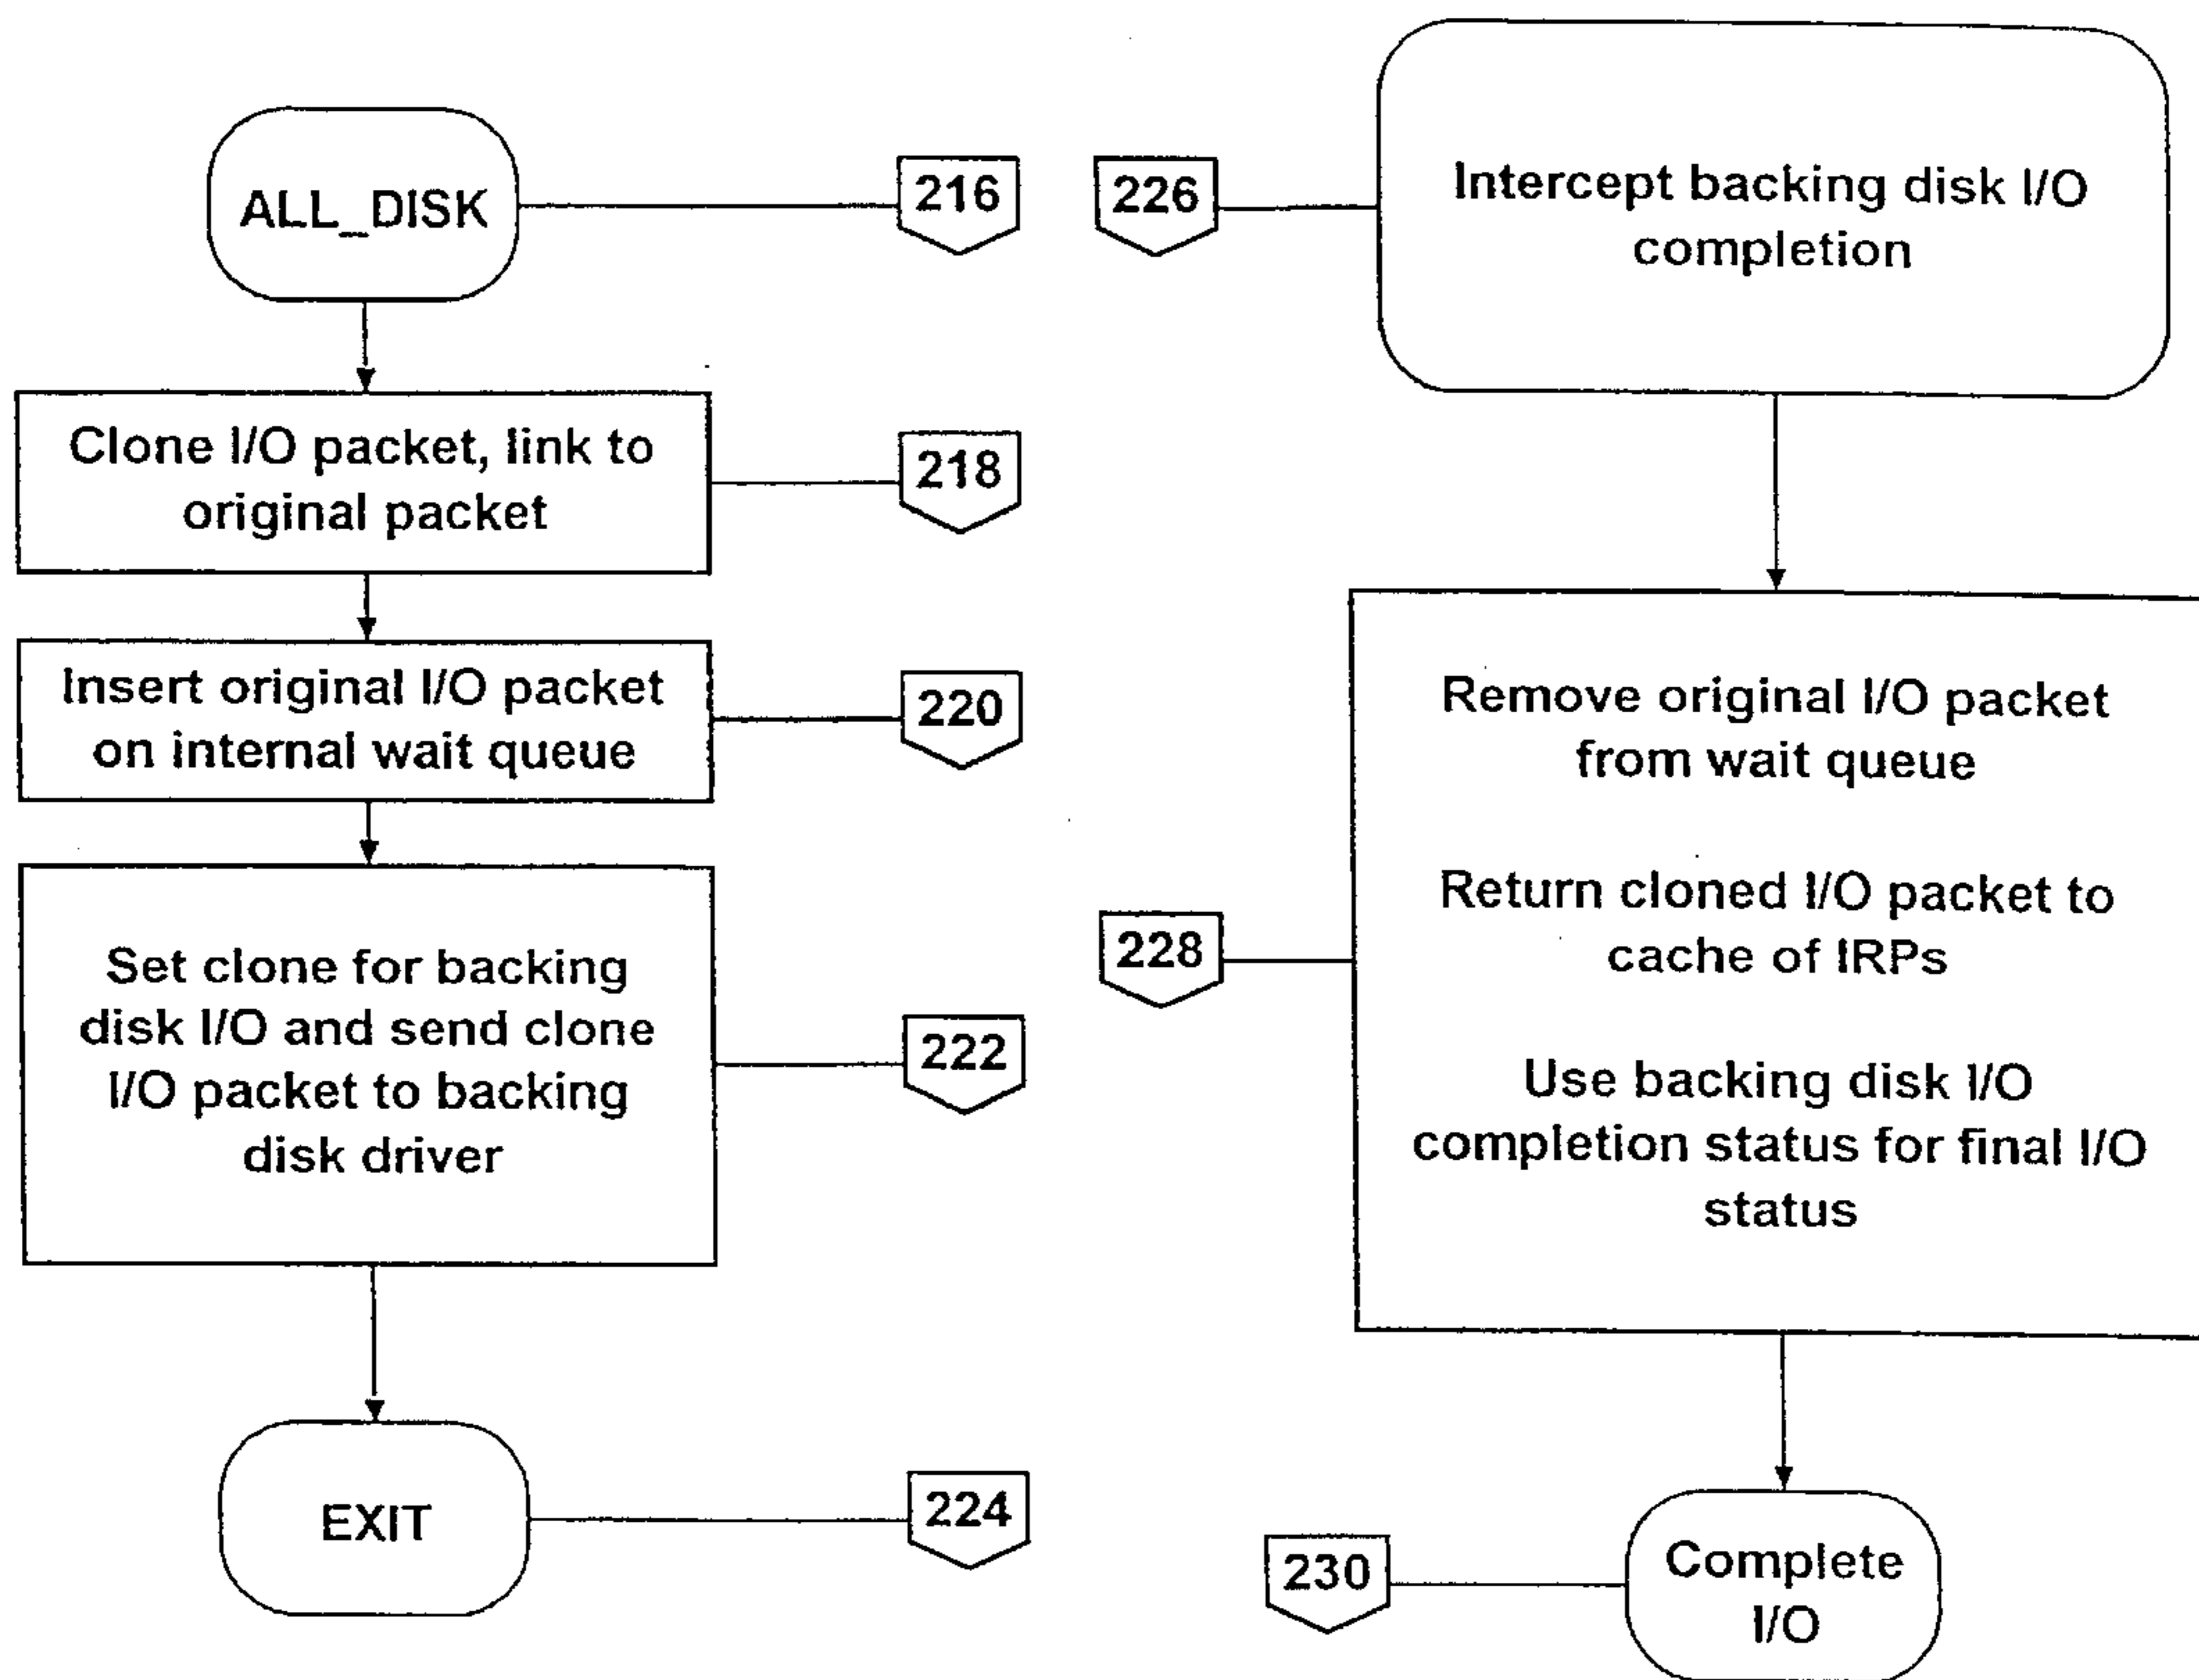 ALL_DISK
216
Clone I/O packet, link to
original packet
218
Insert original I/O packet
on internal wait queue
220
Set clone for backing
disk I/O and send clone
I/O packet to backing
disk driver
222
EXIT
224
226
Intercept backing disk I/O
completion
228
Remove original I/O packet
from wait queue
Return cloned I/O packet to
cache of IRPs
Use backing disk I/O
completion status for final I/O
status
230
Complete
I/O